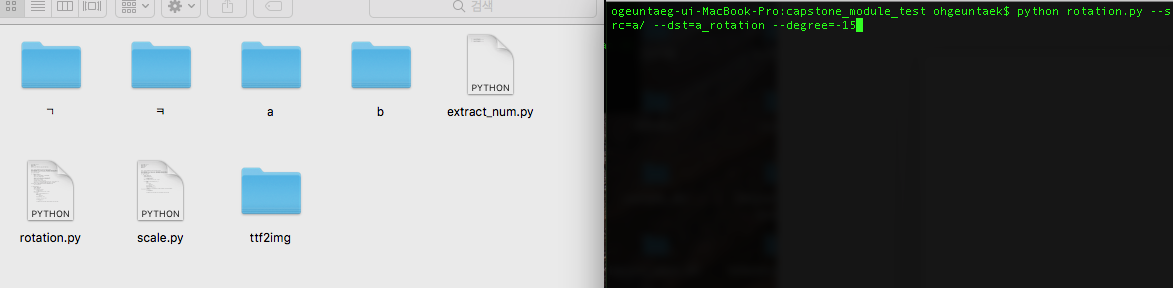 검색
ㄱ
ㅋ
a
b
PYTHON
extract_num.py
PYTHON
rotation.py
PYTHON
scale.py
ttf2img
ogeuntaeg-ui-MacBook-Pro:capstone_module_test ohgeuntaek$ python rotation.py --s
rc=a/ --dst=a_rotation --degree=-15